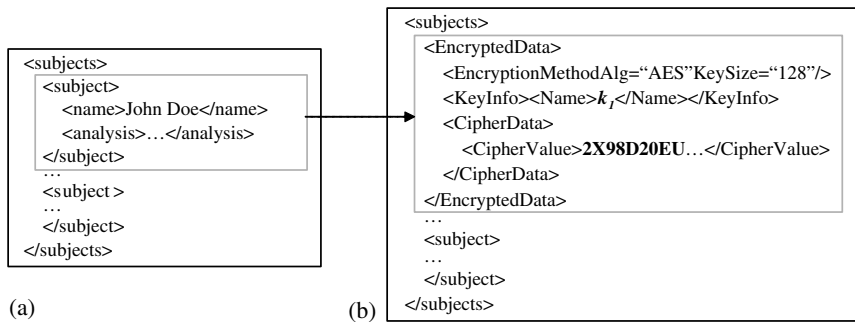 <subjects>
<subject>
<name>John Doe</name>
<analysis>…</analysis>
</subject>
…
<subject >
…
</subject>
</subjects>
(a)
<subjects>
<EncryptedData>
<EncryptionMethodAlg=“AES”KeySize=“128”/>
<KeyInfo><Name>k1</Name></KeyInfo>
<CipherData>
<CipherValue>2X98D20EU…</CipherValue>
</CipherData>
</EncryptedData>
…
<subject>
…
</subject>
</subjects>
(b)